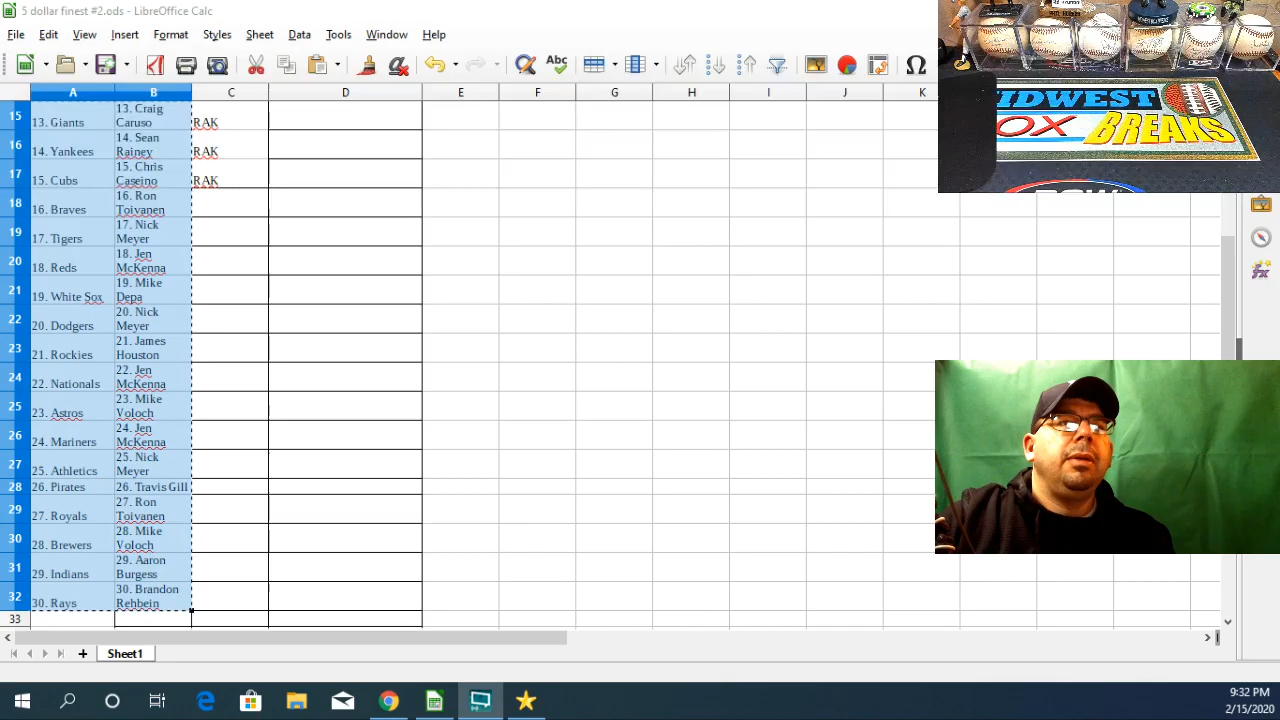 5 dollar finest #2.ods - LibreOffice Calc
File Edit View Insert Format Styles Sheet Data Tools Window Help
A B C D E F G H I J K
15 13. Giants 13. Craig
Caruso RAK
16 14. Yankees 14. Sean
Rainey RAK
17 15. Cubs 15. Chris
Caseino RAK
18 16. Braves 16. Ron
Toivanen
19 17. Tigers 17. Nick
Meyer
20 18. Reds 18. Jen
McKenna
21 19. White Sox 19. Mike
Depa
22 20. Dodgers 20. Nick
Meyer
23 21. Rockies 21. James
Houston
24 22. Nationals 22. Jen
McKenna
25 23. Astros 23. Mike
Voloch
26 24. Mariners 24. Jen
McKenna
27 25. Athletics 25. Nick
Meyer
28 26. Pirates 26. Travis Gill
29 27. Royals 27. Ron
Toivanen
30 28. Brewers 28. Mike
Voloch
31 29. Indians 29. Aaron
Burgess
32 30. Rays 30. Brandon
Rehbein
33
Sheet1
IDWEST
OX BREAKS
9:32 PM
2/15/2020